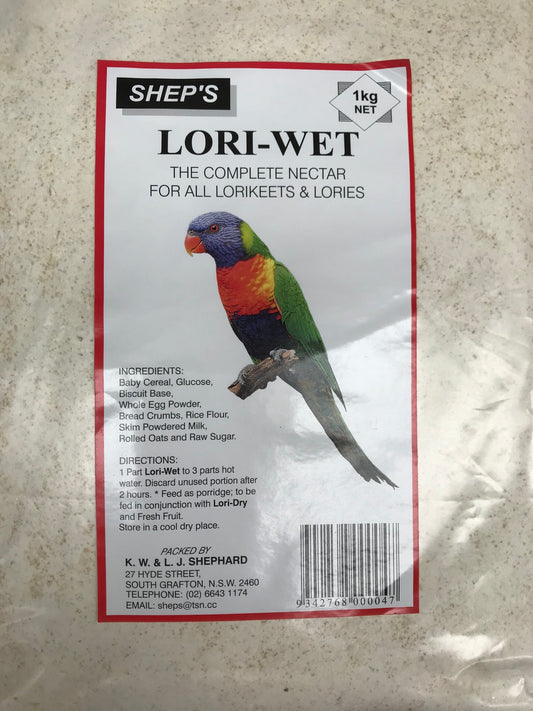 SHEP'S
1kg
NET
LORI-WET
THE COMPLETE NECTAR
FOR ALL LORIKEETS & LORIES
INGREDIENTS:
Baby Cereal, Glucose,
Biscuit Base,
Whole Egg Powder,
Bread Crumbs, Rice Flour,
Skim Powdered Milk,
Rolled Oats and Raw Sugar.
DIRECTIONS:
1 Part Lori-Wet to 3 parts hot
water. Discard unused portion after
2 hours. * Feed as porridge; to be
fed in conjunction with Lori-Dry
and Fresh Fruit.
Store in a cool dry place.
PACKED BY
K. W. & L. J. SHEPHARD
27 HYDE STREET,
SOUTH GRAFTON, N.S.W. 2460
TELEPHONE: (02) 6643 1174
EMAIL: sheps@tsn.cc
9 342768 000047